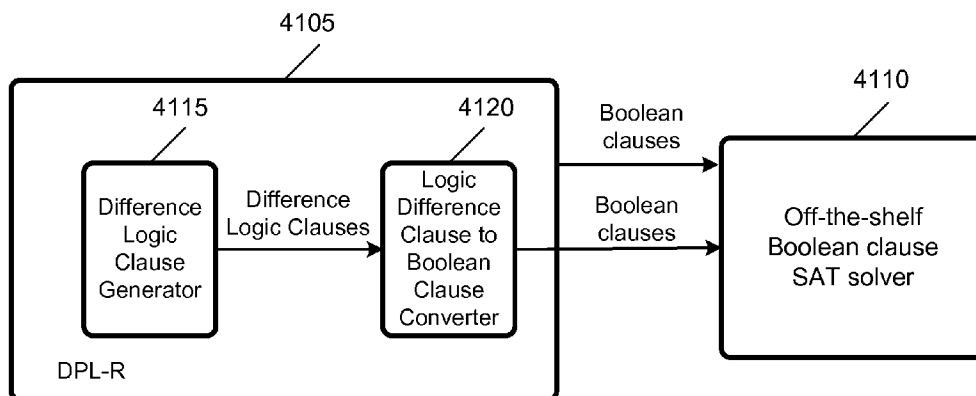 4105
4110
4115
4120
Boolean
clauses
Difference
Logic
Clause
Generator
Difference
Logic Clauses
Logic
Difference
Clause to
Boolean
Clause
Converter
Boolean
clauses
Off-the-shelf
Boolean clause
SAT solver
DPL-R